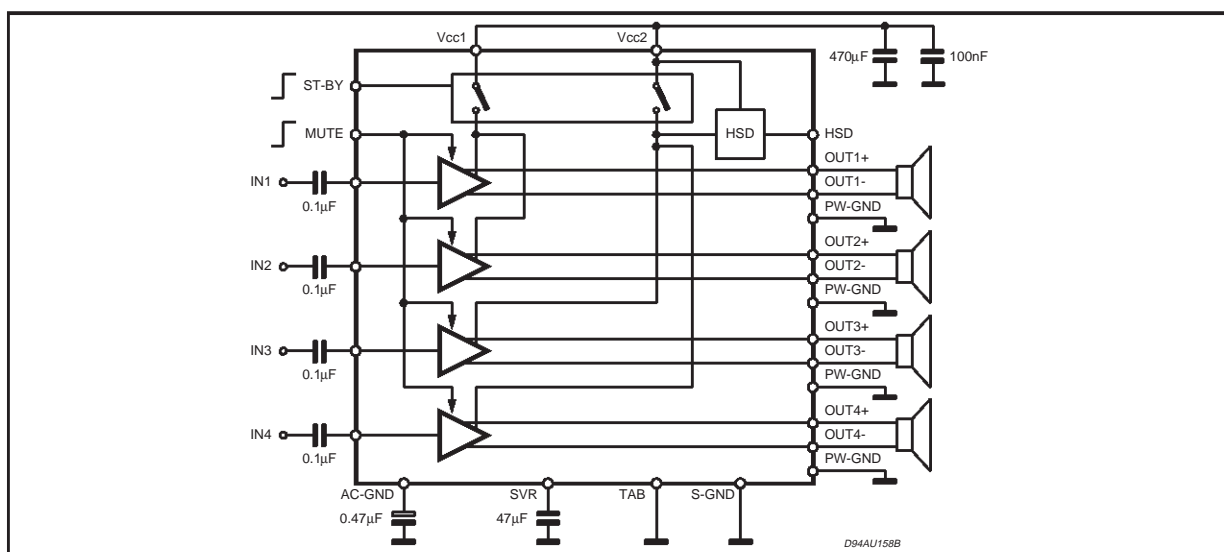 Vcc1
Vcc2
470µF
100nF
ST-BY
MUTE
HSD
HSD
OUT1+
OUT1-
IN1
0.1µF
PW-GND
OUT2+
OUT2-
IN2
0.1µF
PW-GND
OUT3+
OUT3-
IN3
0.1µF
PW-GND
OUT4+
OUT4-
IN4
0.1µF
PW-GND
AC-GND
SVR
TAB
S-GND
0.47µF
47µF
D94AU158B